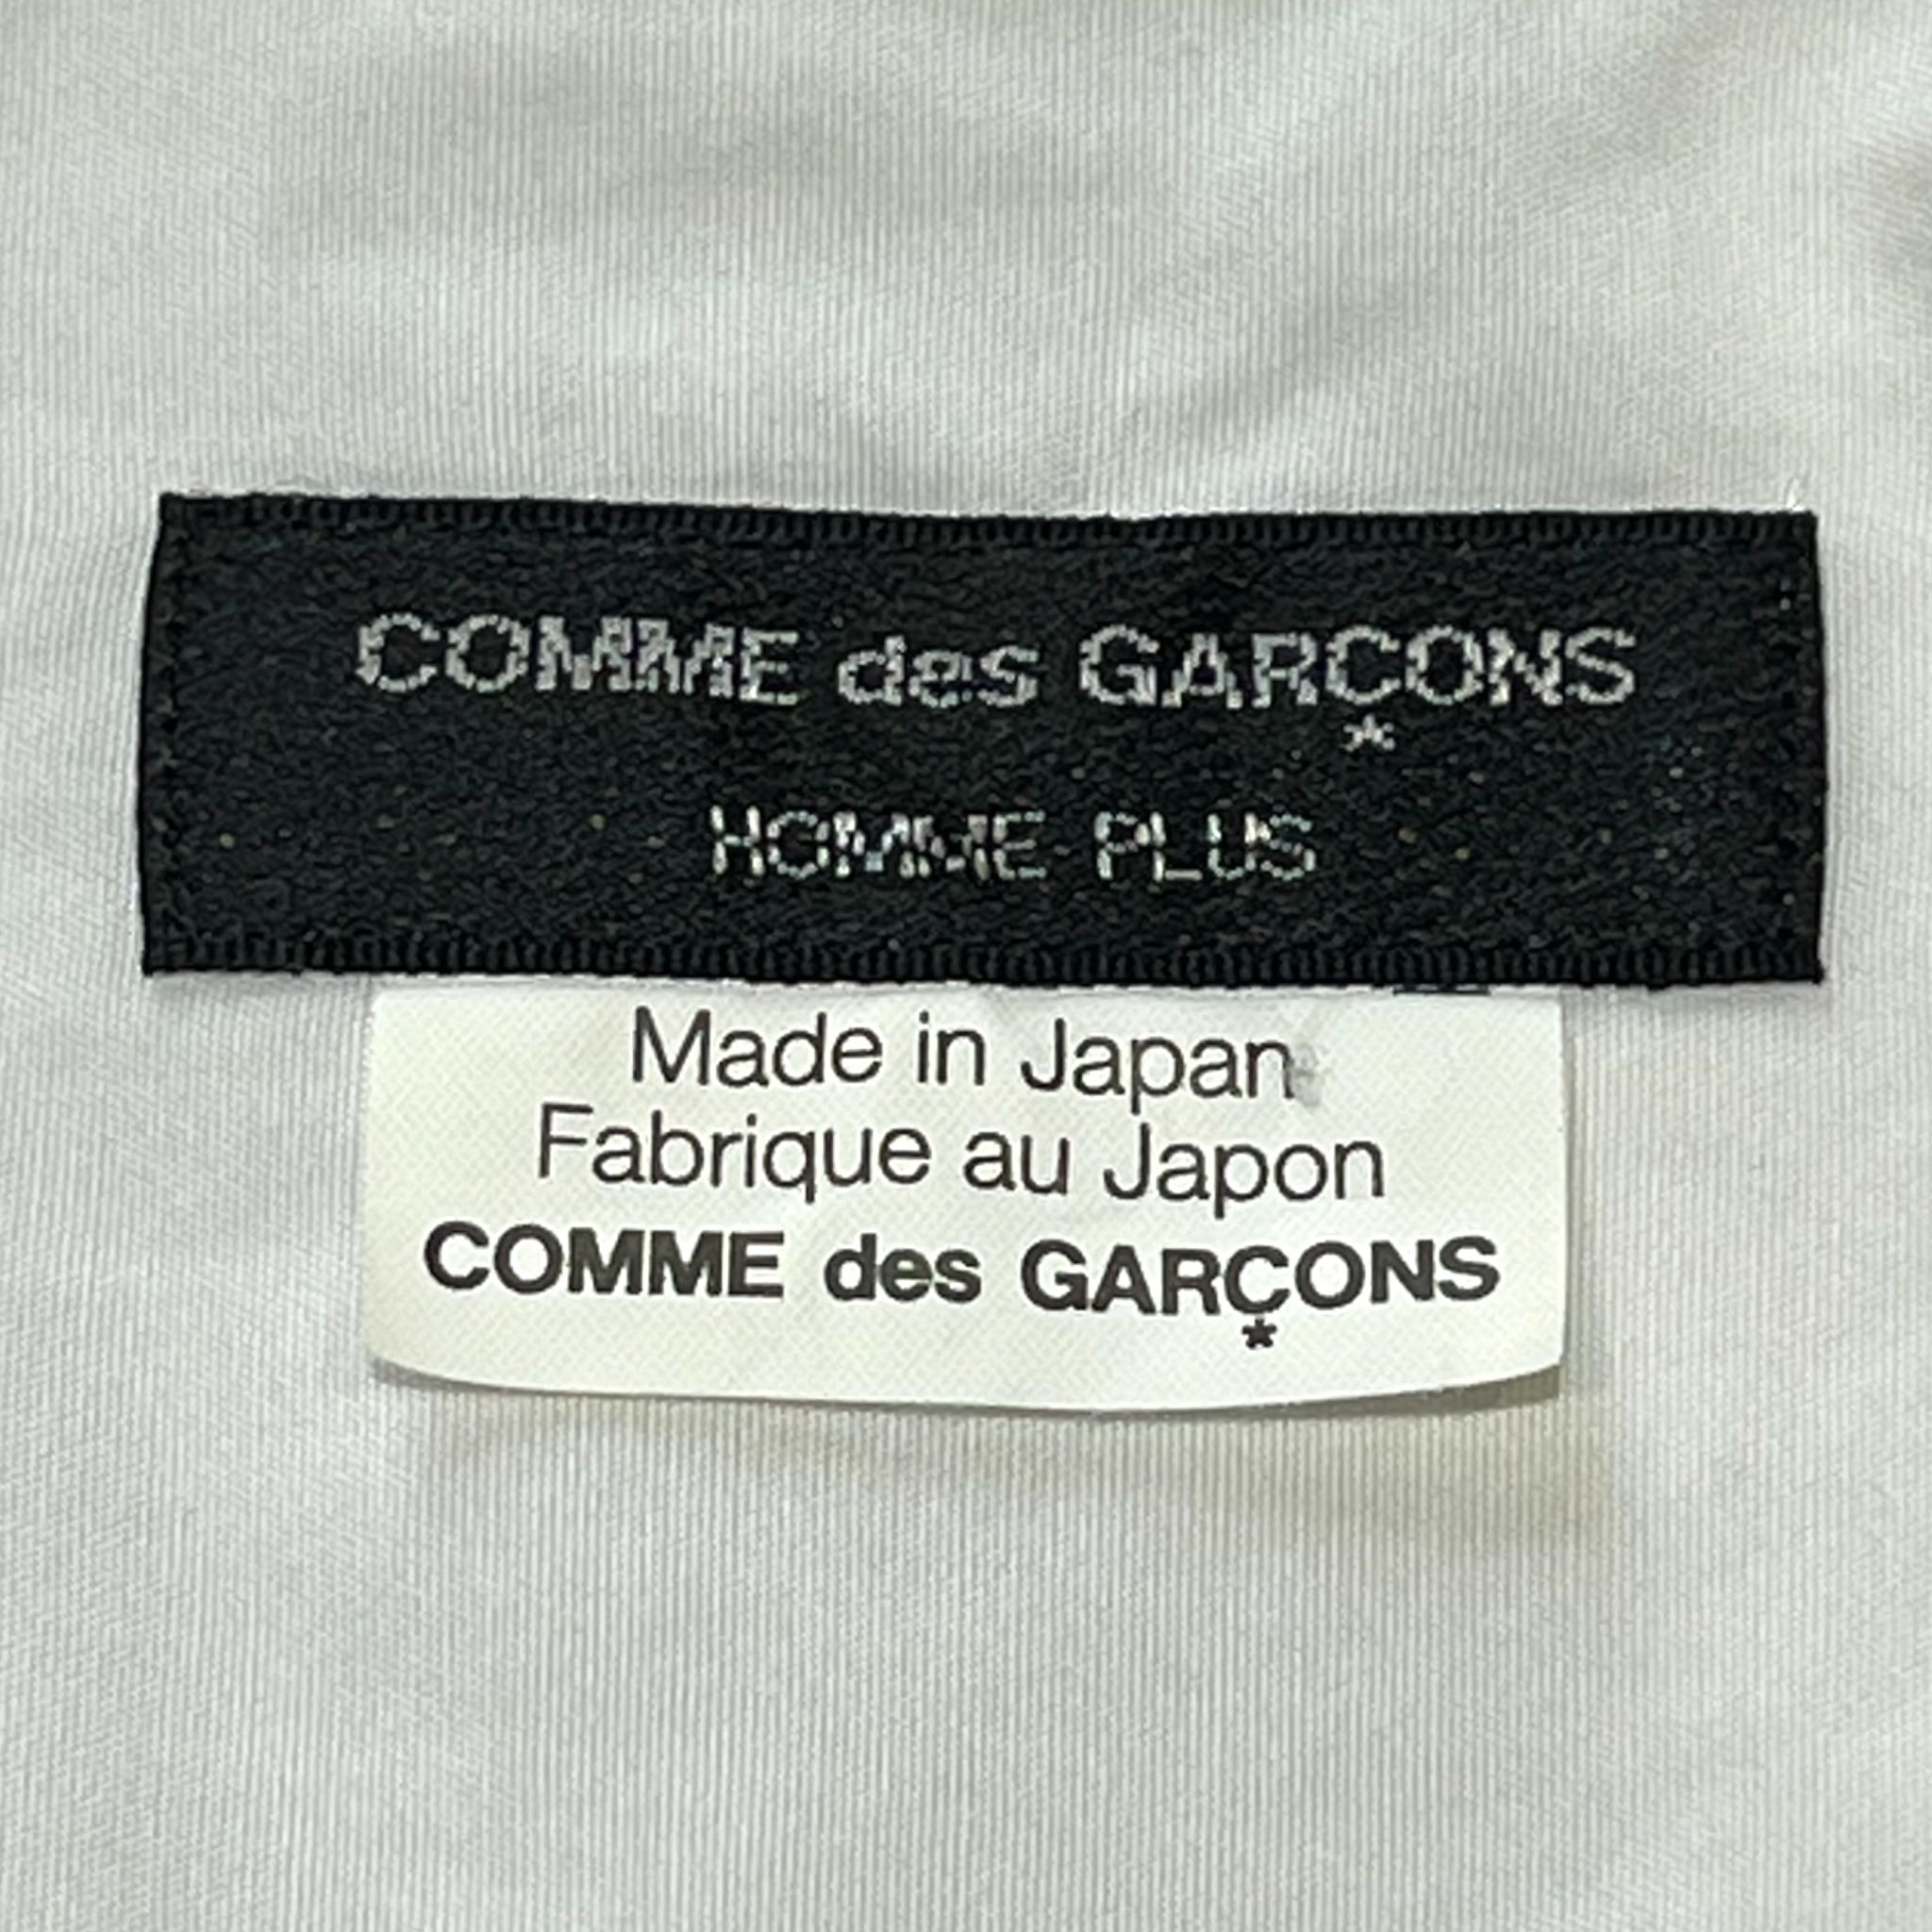 COMME des GARÇONS
*
HOMME PLUS
Made in Japan
Fabrique au Japon
COMME des GARÇONS
*